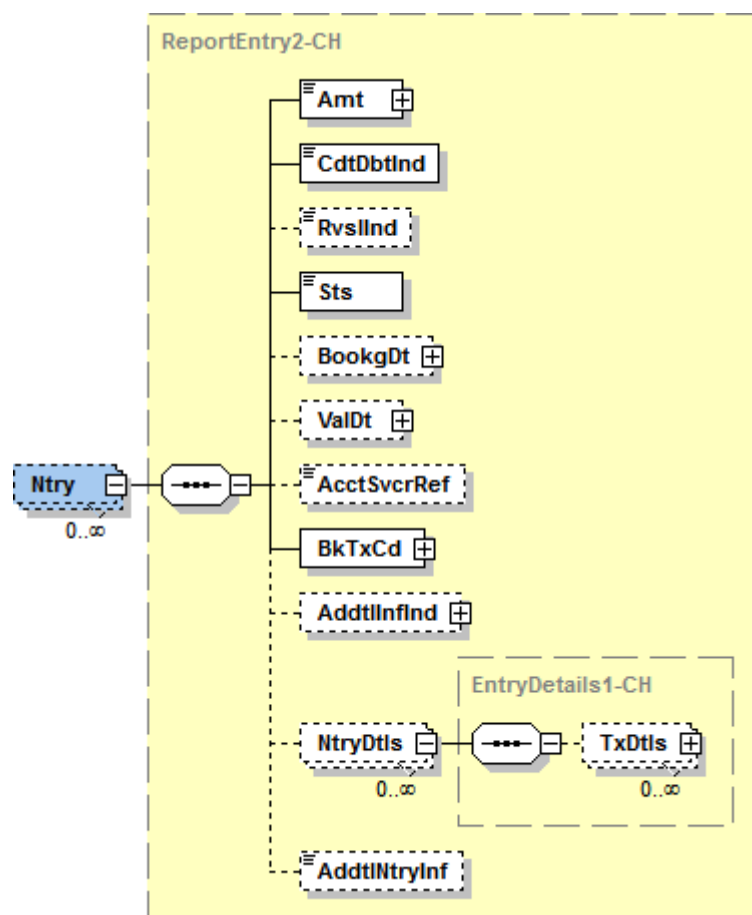 ReportEntry2-CH
Amt
CdtDbtInd
RvslInd
Sts
BookgDt
ValDt
Ntry
0..∞
AcctSvcrRef
BkTxCd
AddtlInfInd
EntryDetails1-CH
NtryDtls
0..∞
TxDtls
0..∞
AddtlNtryInf